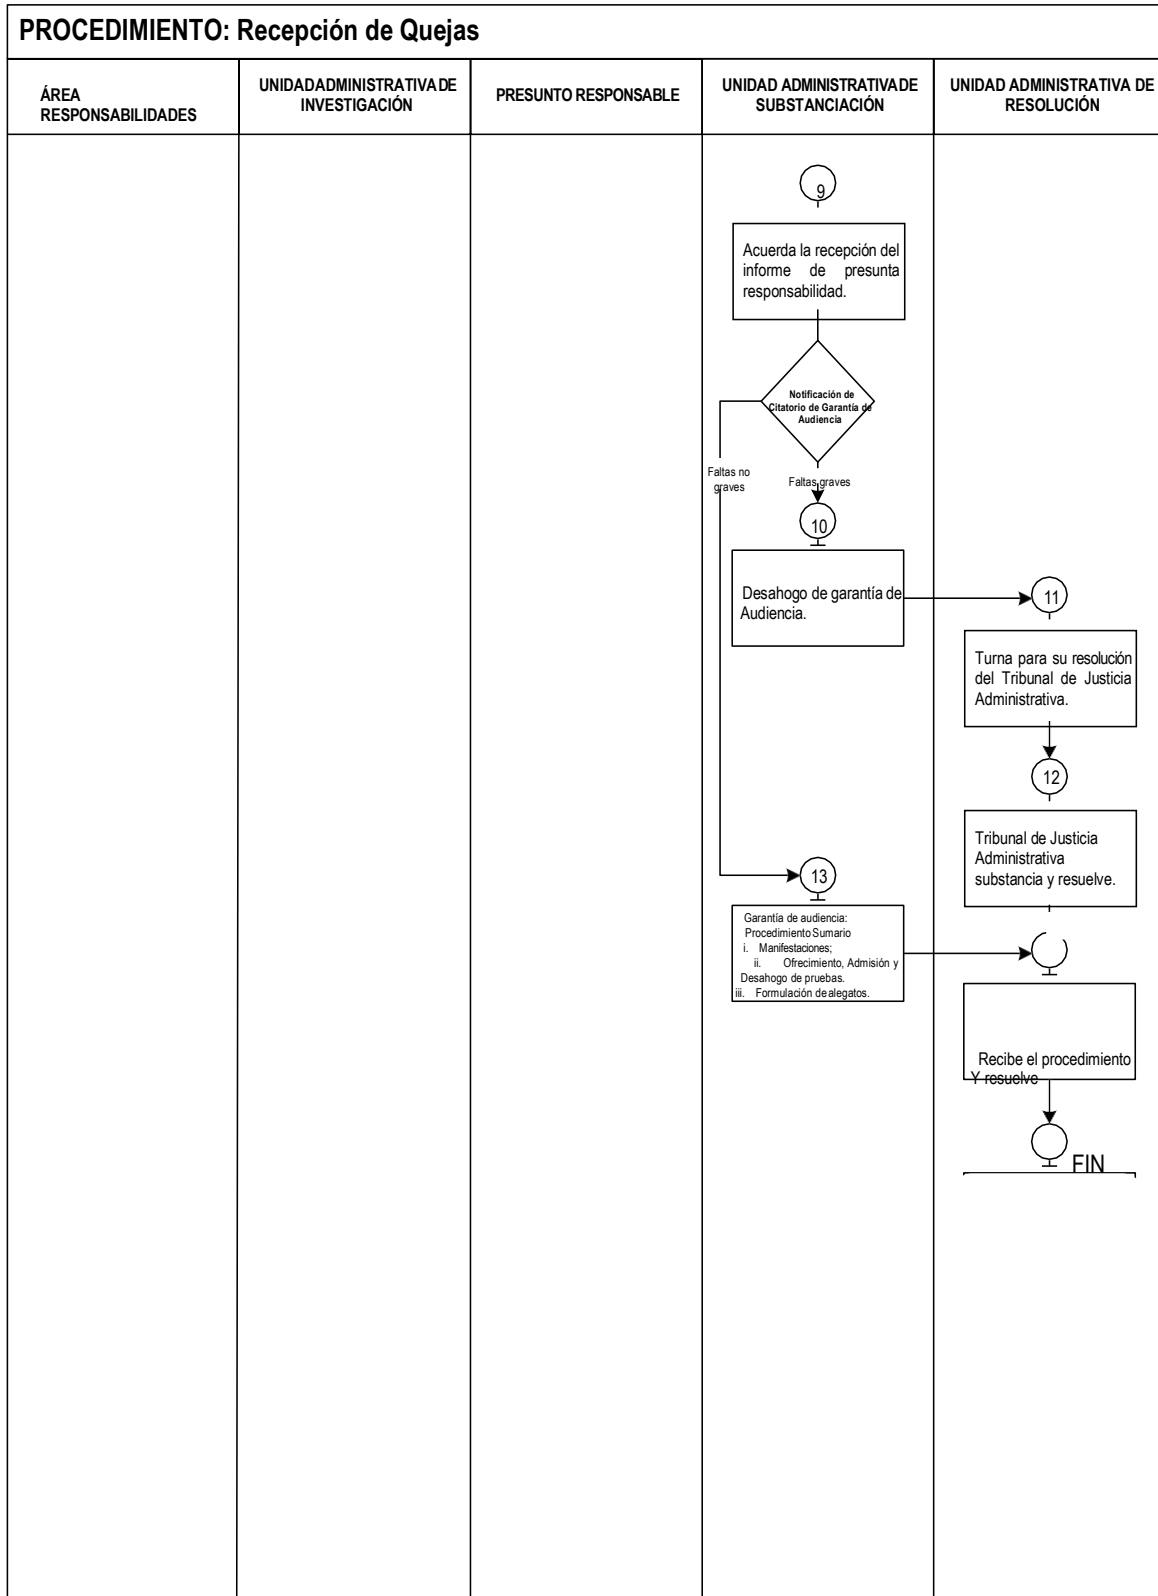 PROCEDIMIENTO: Recepción de Quejas
ÁREA
RESPONSABILIDADES
UNIDADADMINISTRATIVADE
INVESTIGACIÓN
PRESUNTO RESPONSABLE
UNIDAD ADMINISTRATIVADE
SUBSTANCIACIÓN
UNIDAD ADMINISTRATIVA DE
RESOLUCIÓN
9
Acuerda la recepción del
informe de presunta
responsabilidad.
Notificación de
Citatorio de Garantía de
Audiencia
Faltas no
graves
Faltas graves
10
Desahogo de garantía de
Audiencia.
11
Turna para su resolución
del Tribunal de Justicia
Administrativa.
12
Tribunal de Justicia
Administrativa
substancia y resuelve.
13
Garantía de audiencia:
Procedimiento Sumario
i. Manifestaciones;
ii. Ofrecimiento, Admisión y
Desahogo de pruebas.
iii. Formulación de alegatos.
Recibe el procedimiento
Y resuelve
FIN